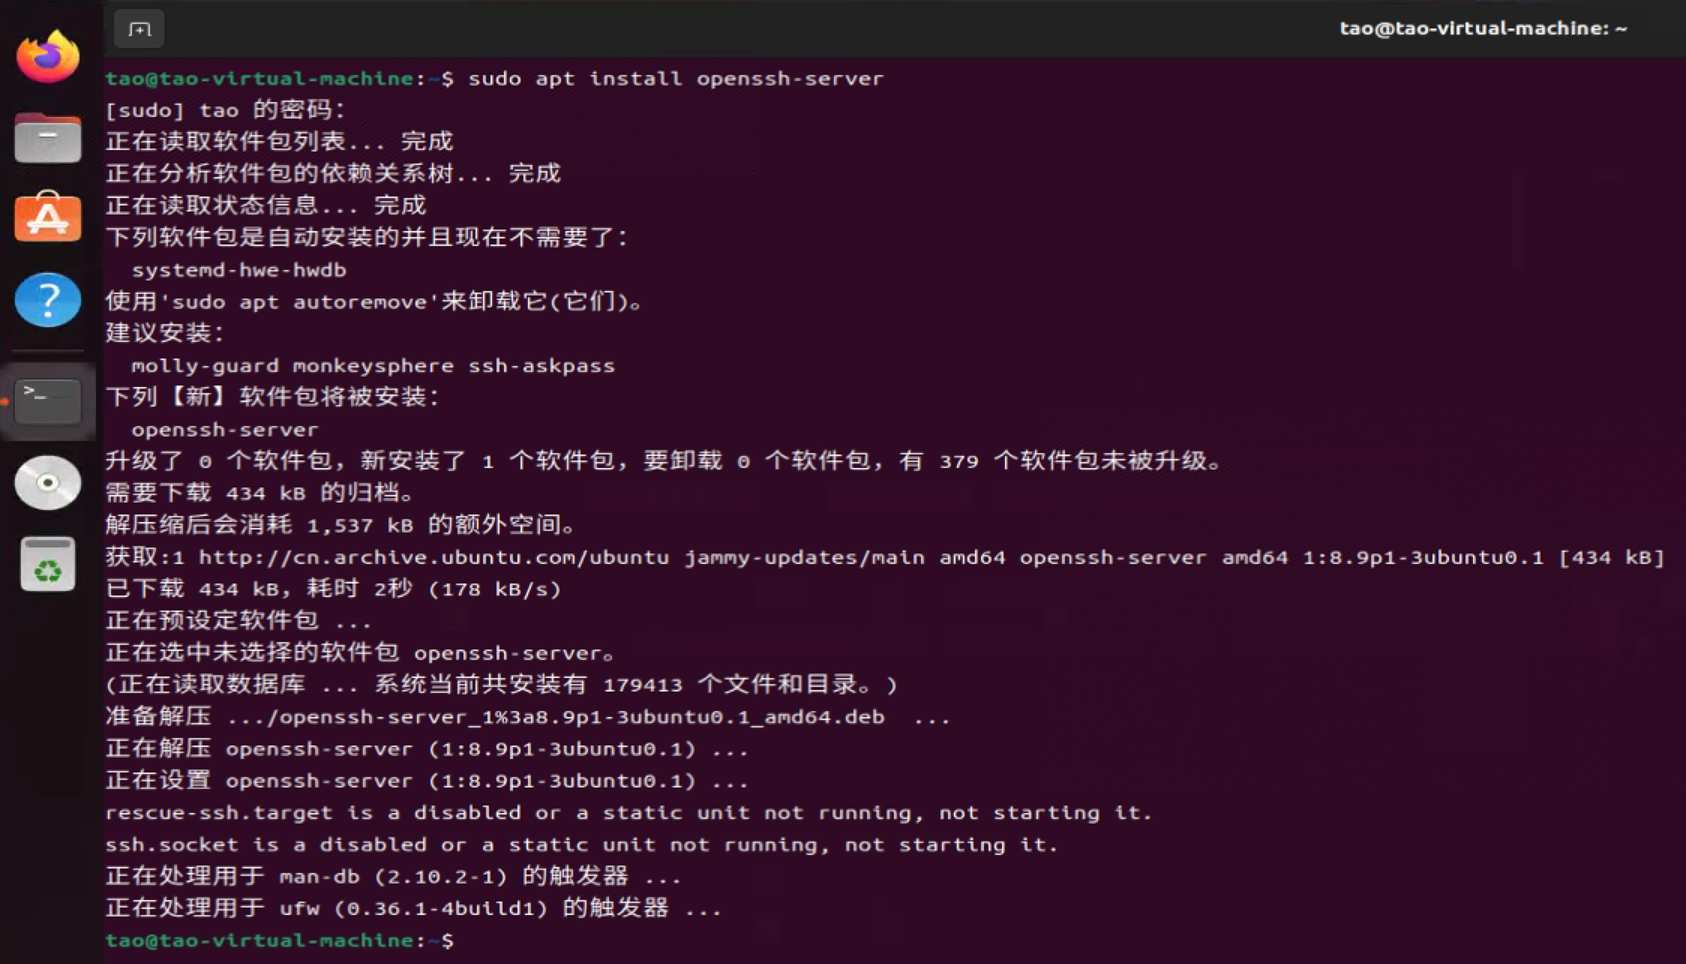 tao@tao-virtual-machine: ~
tao@tao-virtual-machine:~$ sudo apt install openssh-server
[sudo] tao 的密码：
正在读取软件包列表... 完成
正在分析软件包的依赖关系树... 完成
正在读取状态信息... 完成
下列软件包是自动安装的并且现在不需要了：
  systemd-hwe-hwdb
使用'sudo apt autoremove'来卸载它(它们)。
建议安装：
  molly-guard monkeysphere ssh-askpass
下列【新】软件包将被安装：
  openssh-server
升级了 0 个软件包，新安装了 1 个软件包，要卸载 0 个软件包，有 379 个软件包未被升级。
需要下载 434 kB 的归档。
解压缩后会消耗 1,537 kB 的额外空间。
获取:1 http://cn.archive.ubuntu.com/ubuntu jammy-updates/main amd64 openssh-server amd64 1:8.9p1-3ubuntu0.1 [434 kB]
已下载 434 kB，耗时 2秒 (178 kB/s)
正在预设定软件包 ...
正在选中未选择的软件包 openssh-server。
(正在读取数据库 ... 系统当前共安装有 179413 个文件和目录。)
准备解压 .../openssh-server_1%3a8.9p1-3ubuntu0.1_amd64.deb  ...
正在解压 openssh-server (1:8.9p1-3ubuntu0.1) ...
正在设置 openssh-server (1:8.9p1-3ubuntu0.1) ...
rescue-ssh.target is a disabled or a static unit not running, not starting it.
ssh.socket is a disabled or a static unit not running, not starting it.
正在处理用于 man-db (2.10.2-1) 的触发器 ...
正在处理用于 ufw (0.36.1-4build1) 的触发器 ...
tao@tao-virtual-machine:~$